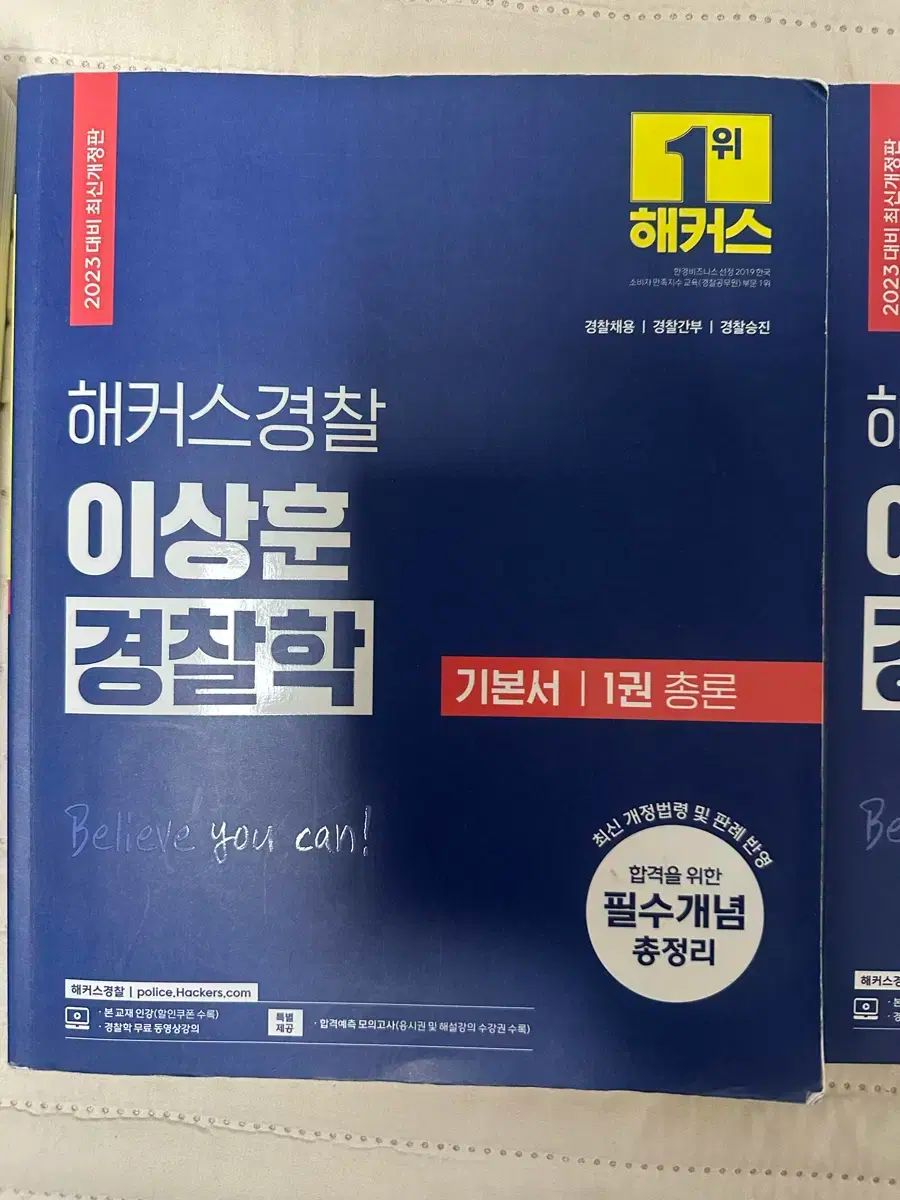 2023 대비 최신개정판
1위
해커스
한경비즈니스 선정 2019 한국
소비자 만족지수 교육(경찰공무원) 부문 1위
경찰채용 | 경찰간부 | 경찰승진
해커스경찰
이상훈
경찰학
기본서 | 1권 총론
Believe you can!
최신 개정법령 및 판례 반영
합격을 위한
필수개념
총정리
해커스경찰 | police.Hackers.com
· 본 교재 인강(할인쿠폰 수록)
· 경찰학 무료 동영상강의
특별
제공
· 합격예측 모의고사(응시권 및 해설강의 수강권 수록)
2023 대비 최신개정판
Be
해커스경